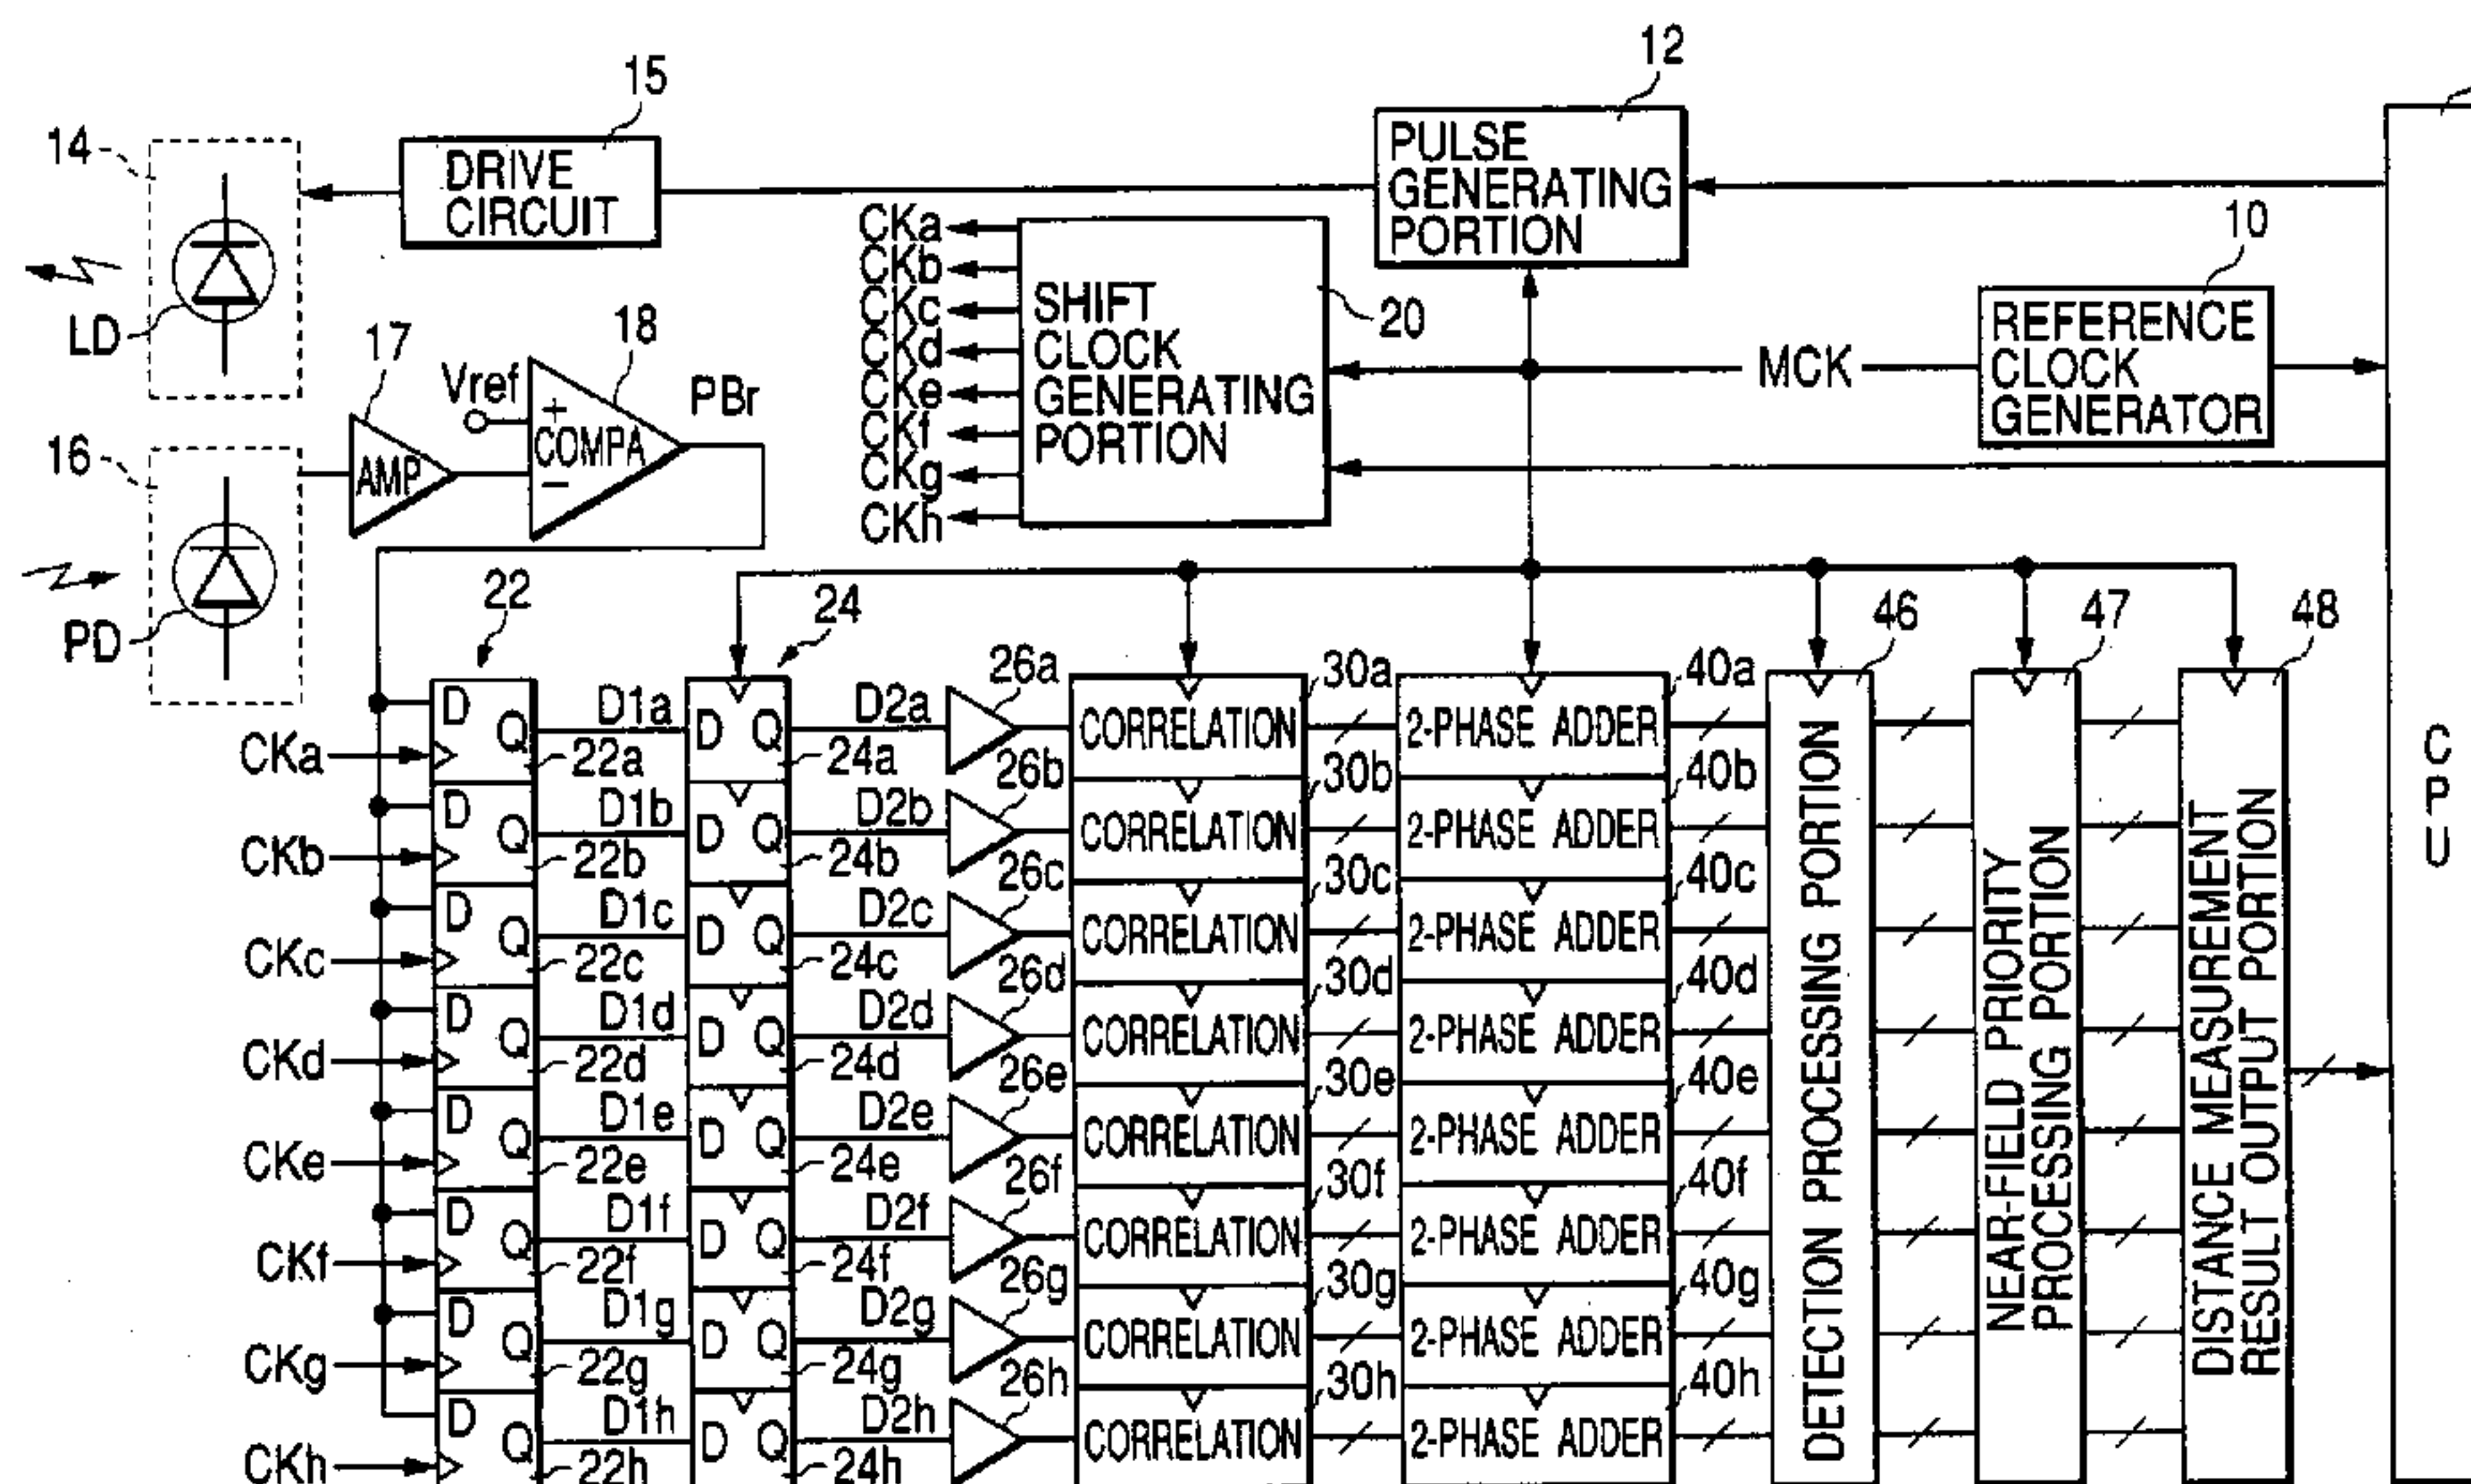 12
15
14
DRIVE
CIRCUIT
PULSE
GENERATING
PORTION
LD
CKa
CKb
CKc
CKd
CKe
CKf
CKg
CKh
SHIFT
CLOCK
GENERATING
PORTION
20
MCK
10
REFERENCE
CLOCK
GENERATOR
17
18
Vref
+
COMPA
−
PBr
16
AMP
PD
22
24
46
47
48
CKa
D
Q
22a
D1a
D
Q
24a
D2a
26a
CORRELATION
30a
2-PHASE ADDER
40a
CKb
D
Q
22b
D1b
D
Q
24b
D2b
26b
CORRELATION
30b
2-PHASE ADDER
40b
CKc
D
Q
22c
D1c
D
Q
24c
D2c
26c
CORRELATION
30c
2-PHASE ADDER
40c
CKd
D
Q
22d
D1d
D
Q
24d
D2d
26d
CORRELATION
30d
2-PHASE ADDER
40d
CKe
D
Q
22e
D1e
D
Q
24e
D2e
26e
CORRELATION
30e
2-PHASE ADDER
40e
CKf
D
Q
22f
D1f
D
Q
24f
D2f
26f
CORRELATION
30f
2-PHASE ADDER
40f
CKg
D
Q
22g
D1g
D
Q
24g
D2g
26g
CORRELATION
30g
2-PHASE ADDER
40g
CKh
D
Q
22h
D1h
D
Q
24h
D2h
26h
CORRELATION
30h
2-PHASE ADDER
40h
DETECTION PROCESSING PORTION
NEAR-FIELD PRIORITY
PROCESSING PORTION
DISTANCE MEASUREMENT
RESULT OUTPUT PORTION
CPU